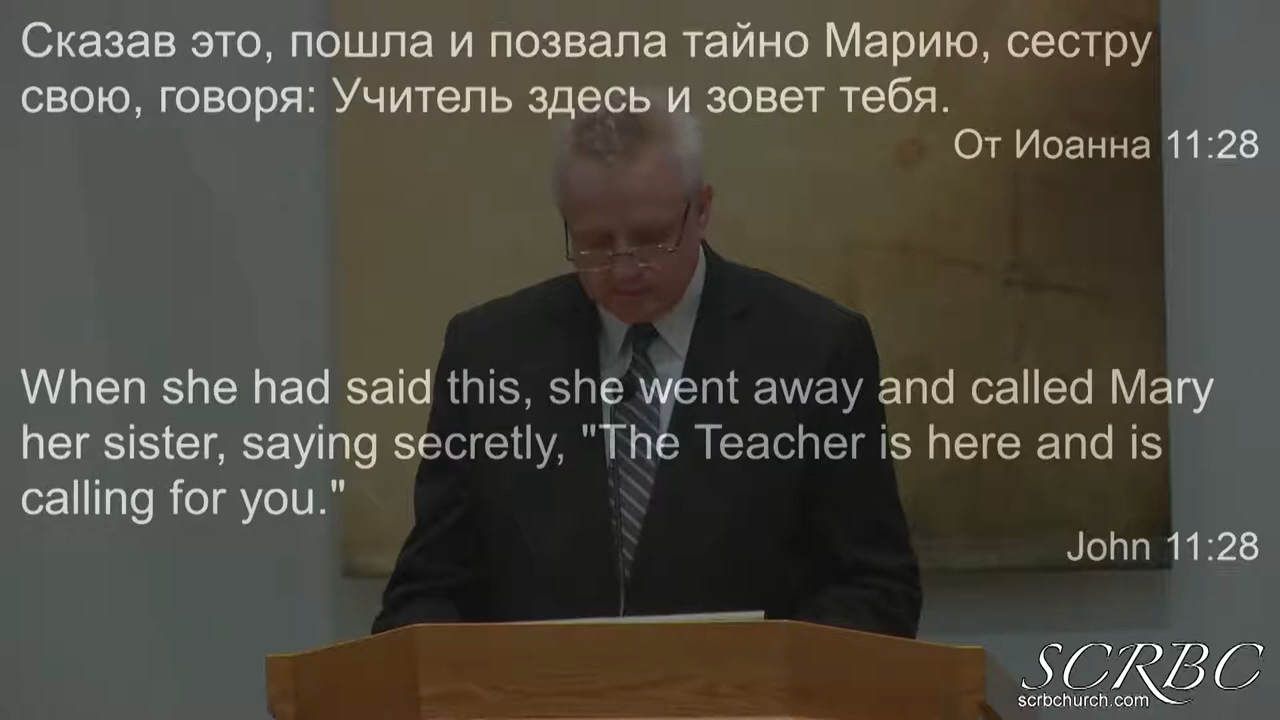 Сказав это, пошла и позвала тайно Марию, сестру
свою, говоря: Учитель здесь и зовет тебя.
От Иоанна 11:28
When she had said this, she went away and called Mary
her sister, saying secretly, "The Teacher is here and is
calling for you."
John 11:28
SCRBC
scrbchurch.com